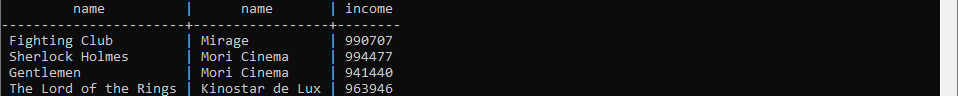 name | name | income
Fighting Club | Mirage | 990707
Sherlock Holmes | Mori Cinema | 994477
Gentlemen | Mori Cinema | 941440
The Lord of the Rings | Kinostar de Lux | 963946